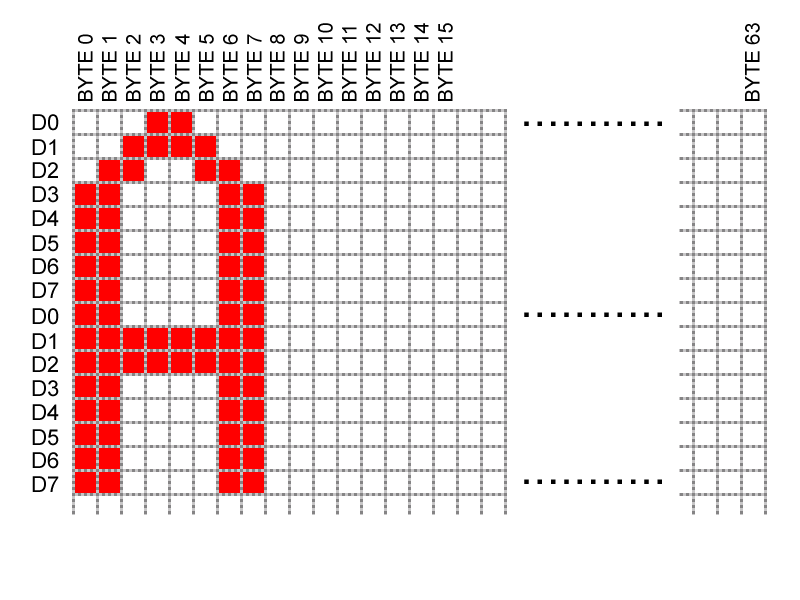 BYTE 0 BYTE 1 BYTE 2 BYTE 3 BYTE 4 BYTE 5 BYTE 6 BYTE 7 BYTE 8 BYTE 9 BYTE 10 BYTE 11 BYTE 12 BYTE 13 BYTE 14 BYTE 15 BYTE 63
D0 ...........
D1
D2
D3
D4
D5
D6
D7
D0 ...........
D1
D2
D3
D4
D5
D6
D7 ...........